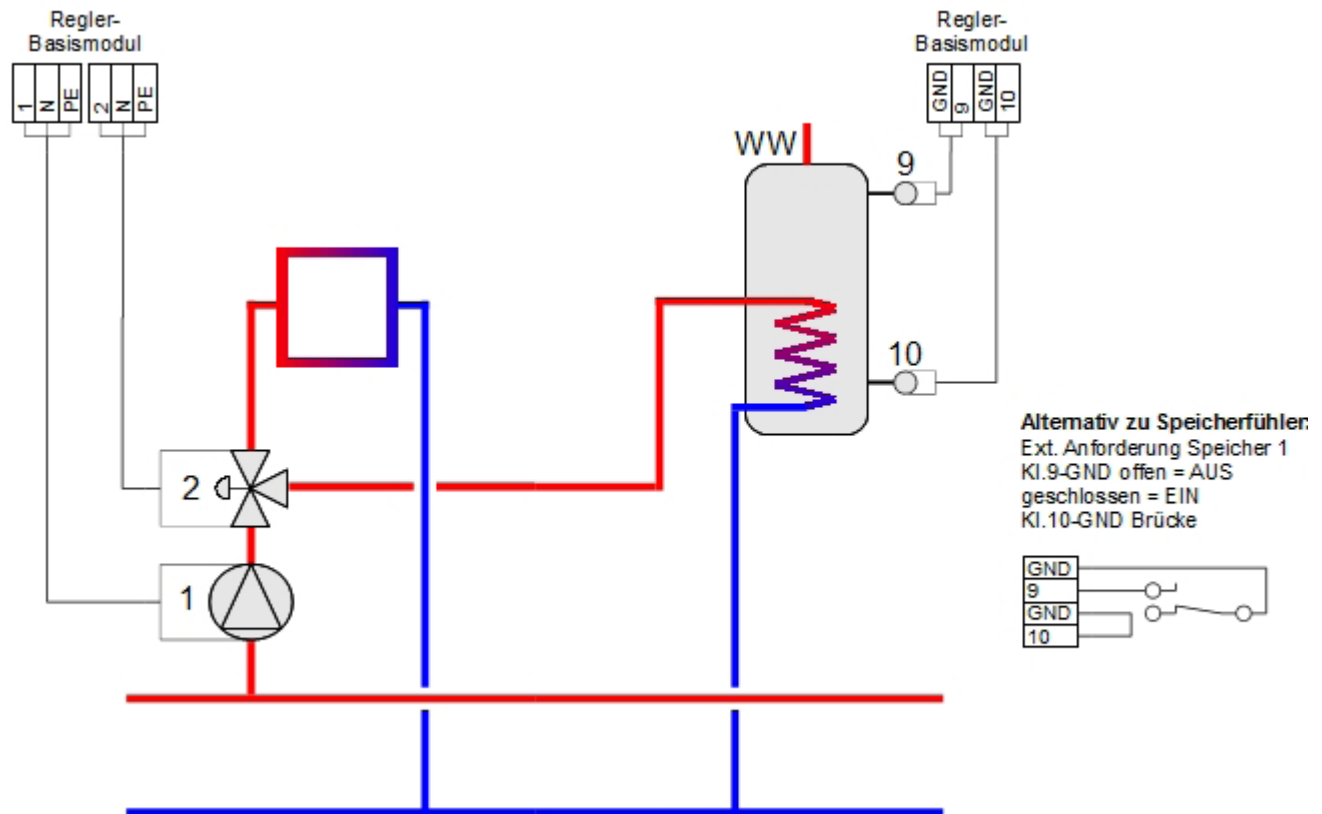 Regler-
Basismodul
1 N PE 2 N PE
Regler-
Basismodul
GND 9 GND 10
WW
9
10
2
1
Alternativ zu Speicherfühler:
Ext. Anforderung Speicher 1
Kl.9-GND offen = AUS
geschlossen = EIN
Kl.10-GND Brücke
GND
9
GND
10